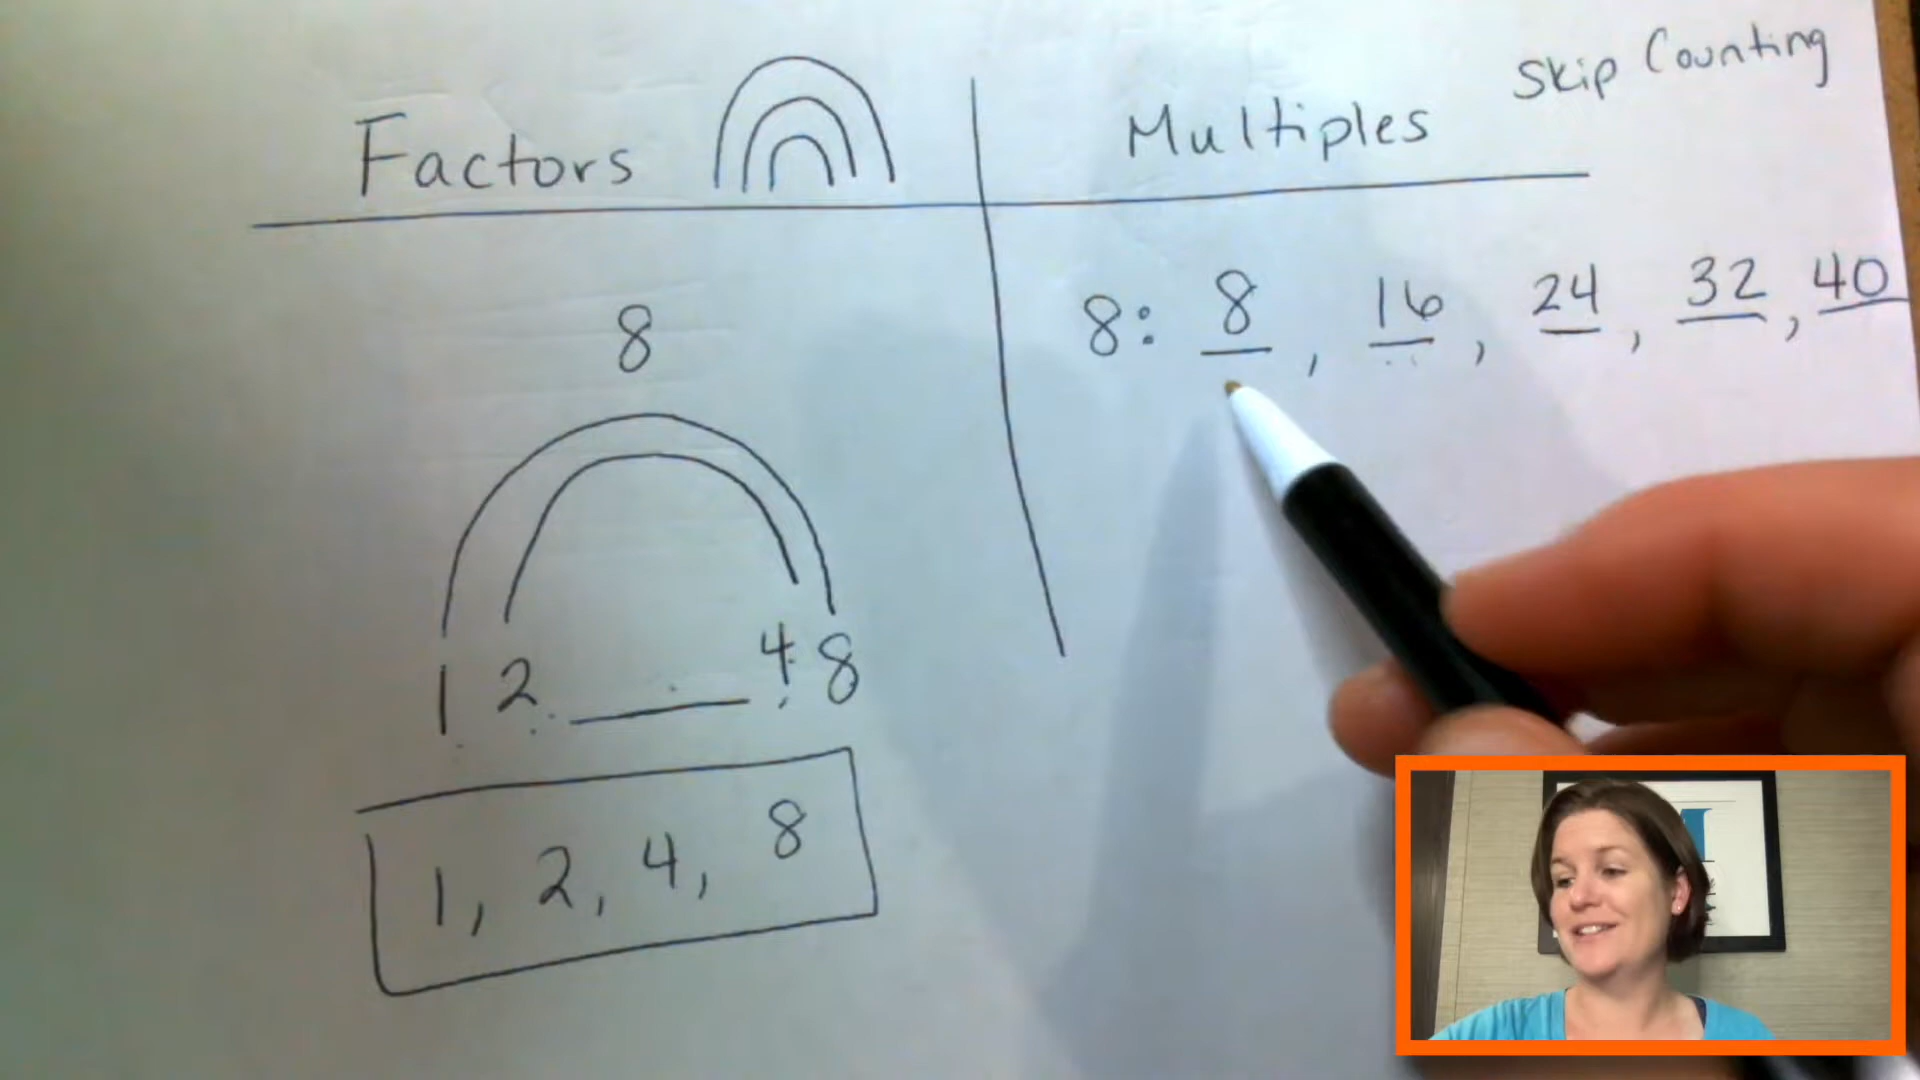 Skip Counting
Factors
Multiples
8
8: 8, 16, 24, 32, 40
1 2 4 8
1, 2, 4, 8